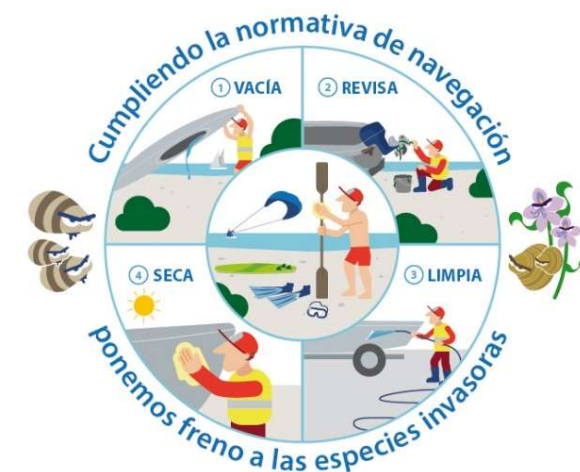 Cumpliendo la normativa de navegación
1 VACÍA
2 REVISA
3 LIMPIA
4 SECA
ponemos freno a las especies invasoras